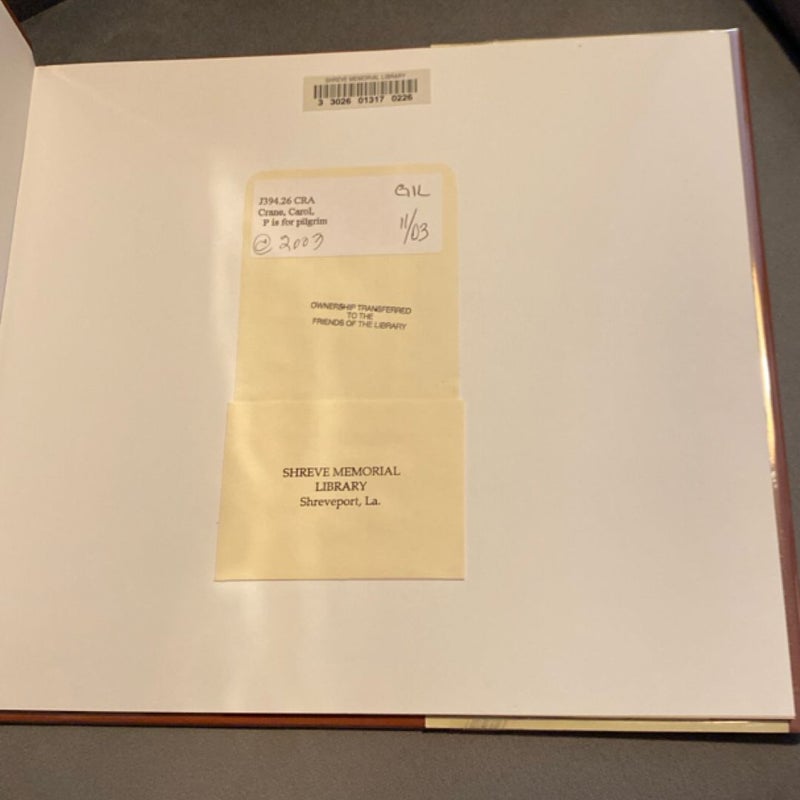 SHREVE MEMORIAL LIBRARY
3 3026 01317 0226
J394.26 CRA
Crane, Carol.
P is for pilgrim
© 2003
GIL
11/03
OWNERSHIP TRANSFERRED
TO THE
FRIENDS OF THE LIBRARY
SHREVE MEMORIAL
LIBRARY
Shreveport, La.